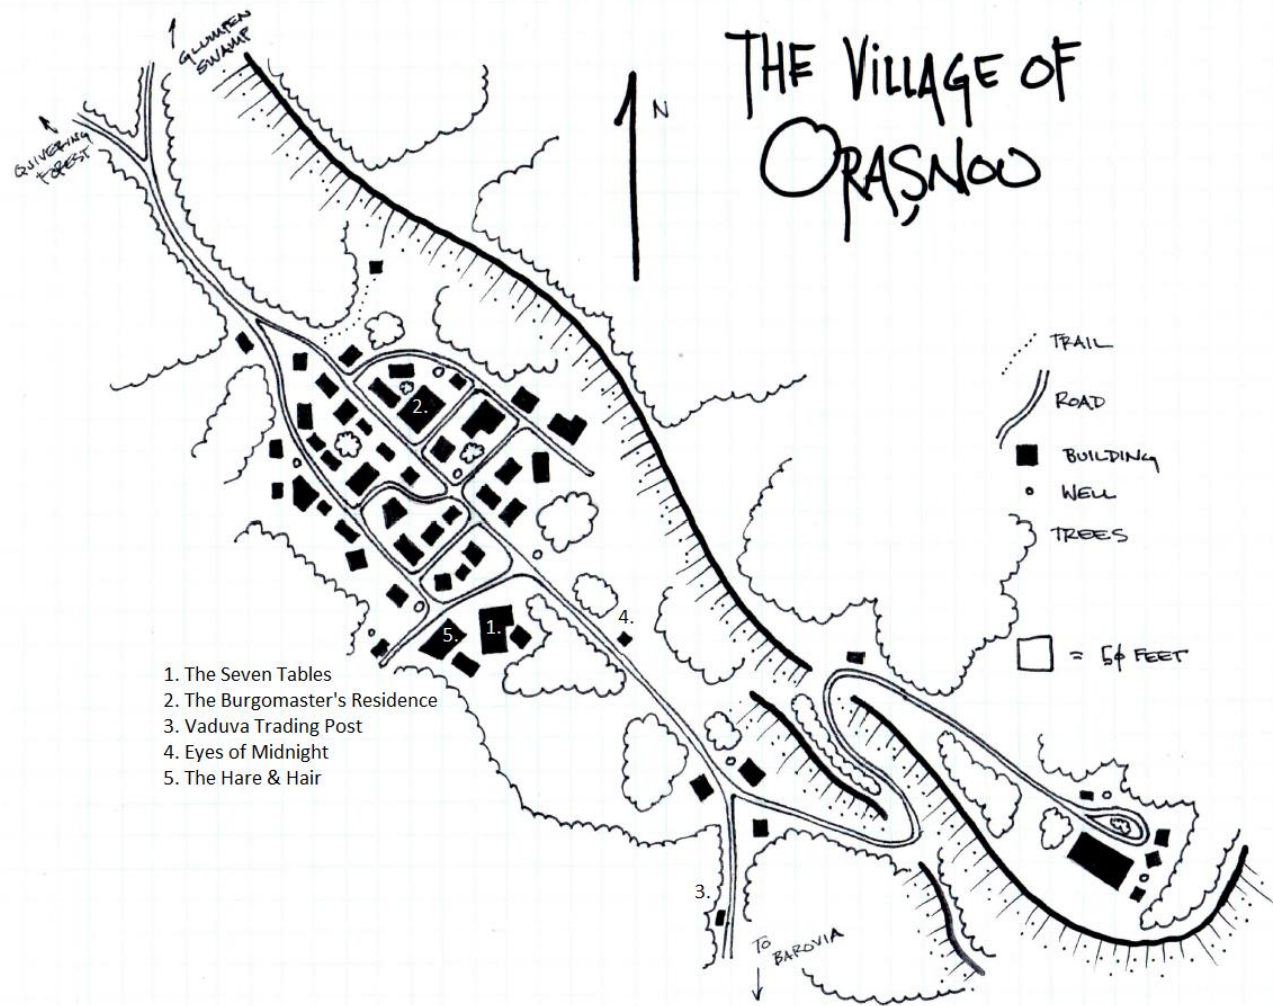 THE VILLAGE OF
ORAȘNOU
N
GLUMPEN
SWAMP
QUIVERING
FOREST
TRAIL
ROAD
BUILDING
WELL
TREES
= 50 FEET
2.
4.
5.
1.
3.
1. The Seven Tables
2. The Burgomaster's Residence
3. Vaduva Trading Post
4. Eyes of Midnight
5. The Hare & Hair
TO
BAROVIA